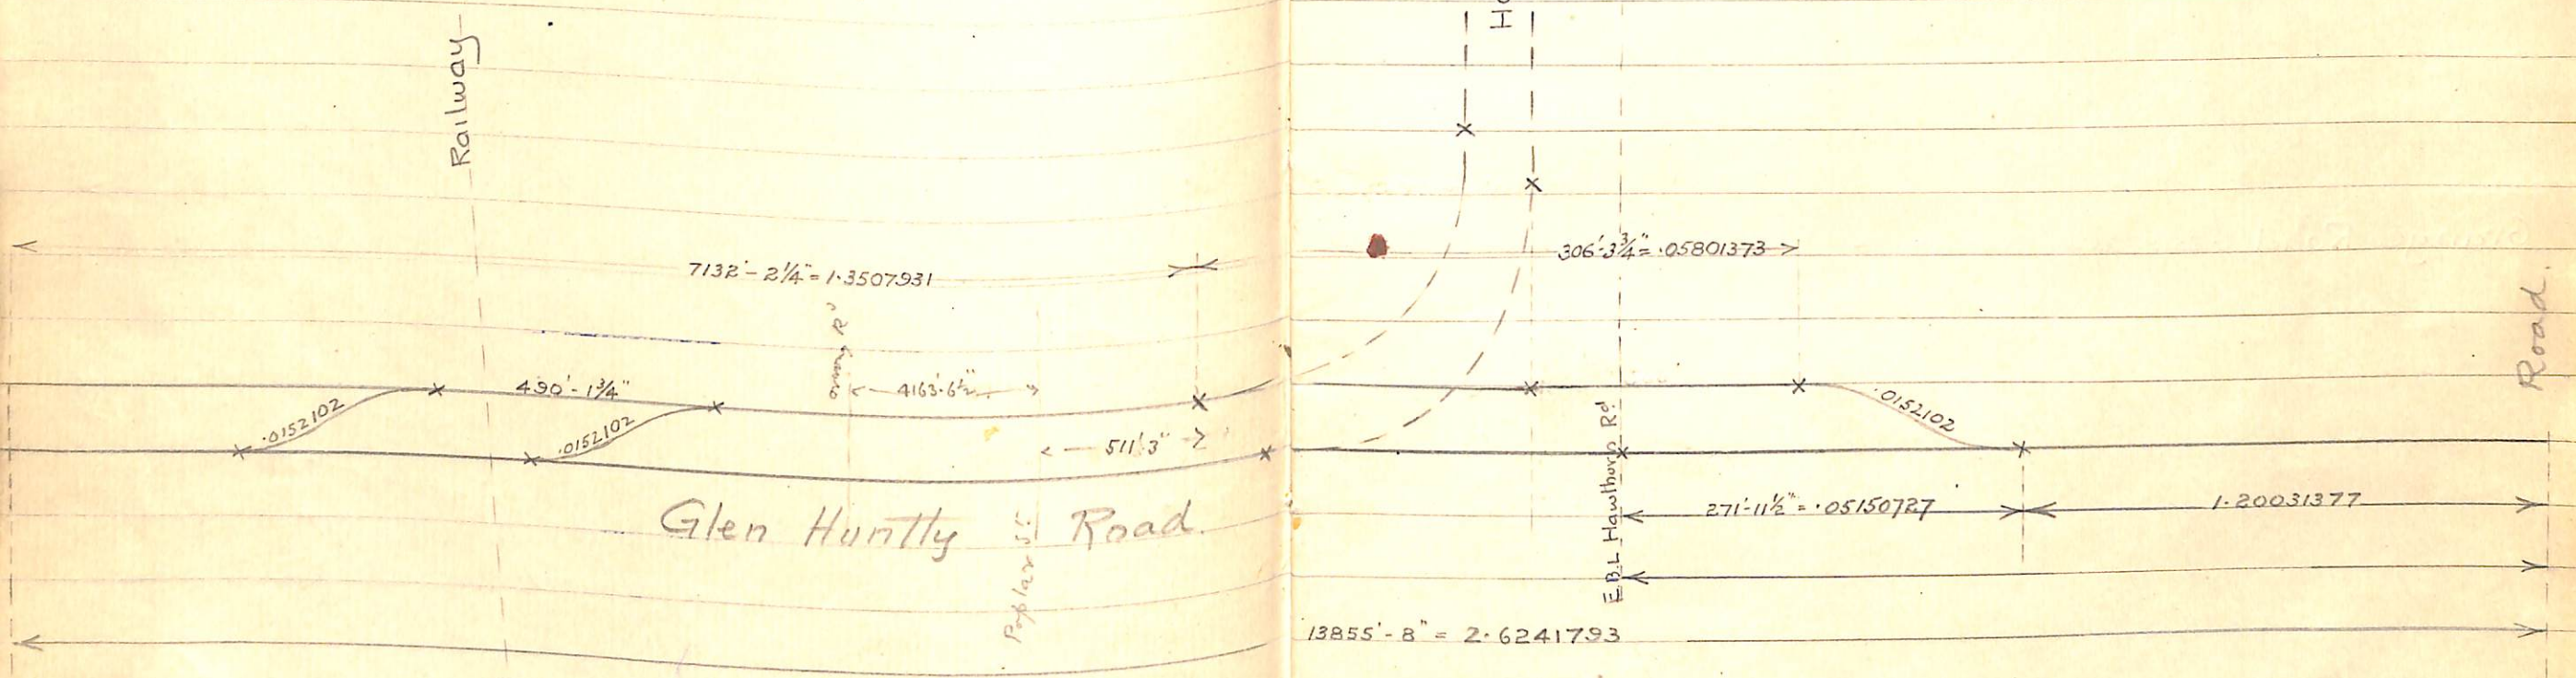 Railway
Ho
7132'-2¼"=1.3507931
306'-3¾"=.05801373
Road.
490'-1¾"
.0152102
.0152102
4163'-6½"
511'3"
.0152102
Glen Huntly Road.
Poplar St.
E.B.L Hawthorn Rd.
271'-11½"=.05150727
1.20031377
13855'-8"= 2.6241793